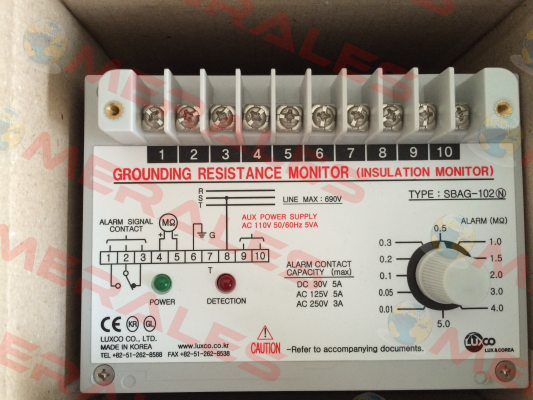 MERALES
1 2 3 4 5 6 7 8 9 10
GROUNDING RESISTANCE MONITOR (INSULATION MONITOR)
TYPE : SBAG-102 N
R
S
T
LINE MAX : 690V
ALARM SIGNAL
CONTACT
MΩ
+ -
G
AUX POWER SUPPLY
AC 110V 50/60Hz 5VA
1 2 3 4 5 6 7 8 9 10
T
POWER
DETECTION
ALARM CONTACT
CAPACITY (max)
DC 30V 5A
AC 125V 5A
AC 250V 3A
ALARM (MΩ)
0.5
0.3
1.0
0.1
2.0
0.05
3.0
0.01
4.0
5.0
CE KR GL
LUXCO CO., LTD.
MADE IN KOREA
www.luxco.co.kr
TEL +82-51-262-8588 FAX +82-51-262-8538
CAUTION
-Refer to accompanying documents.
Luxco
LUX & KOREA